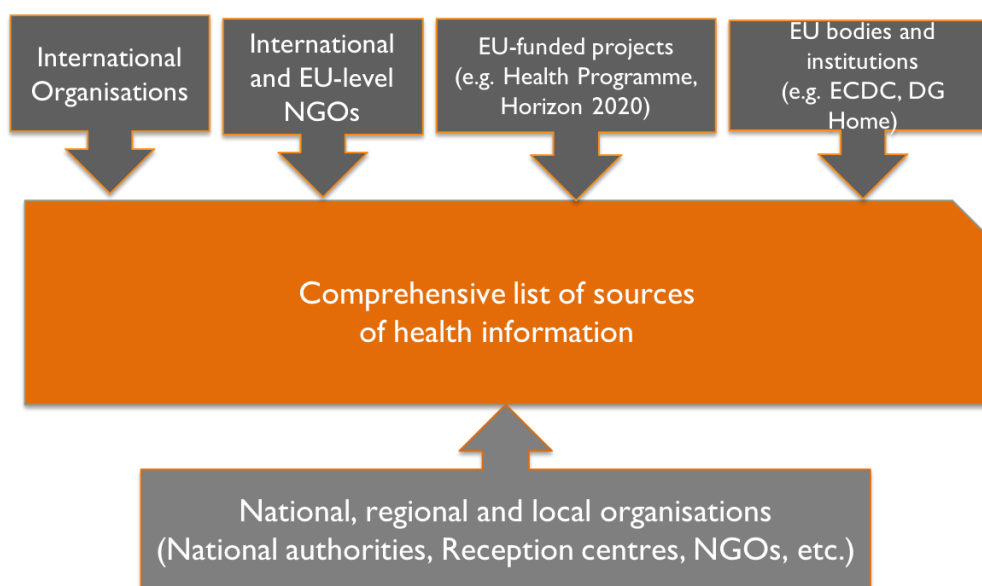 International
Organisations
International
and EU-level
NGOs
EU-funded projects
(e.g. Health Programme,
Horizon 2020)
EU bodies and
institutions
(e.g. ECDC, DG
Home)
Comprehensive list of sources
of health information
National, regional and local organisations
(National authorities, Reception centres, NGOs, etc.)